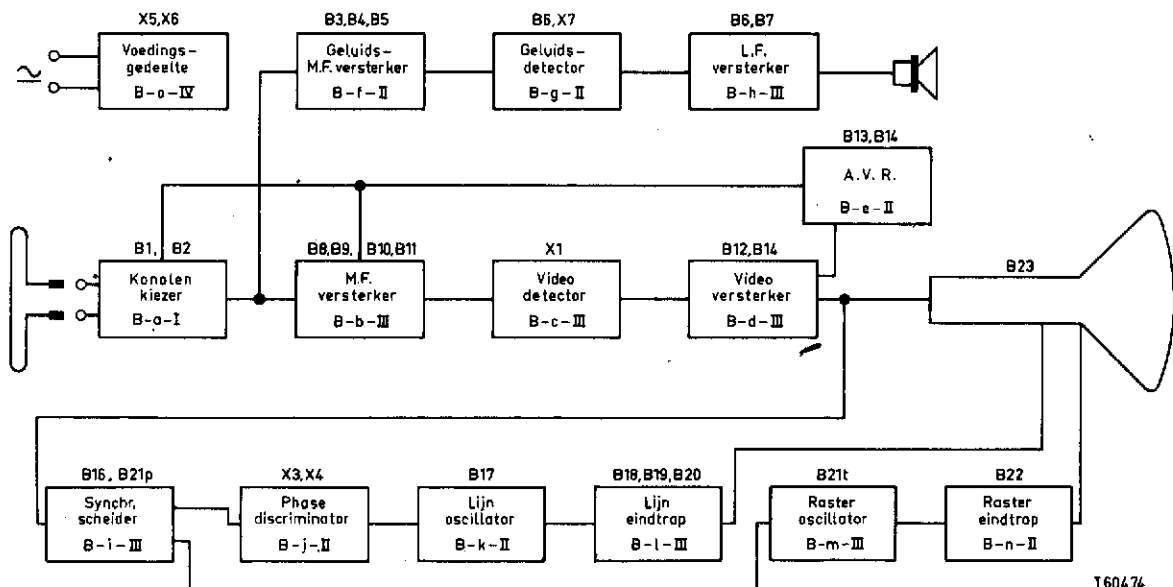 X5,X6
Voedings-
gedeelte
B-a-IV
B3,B4,B5
Geluids-
M.F. versterker
B-f-II
B6,X7
Geluids-
detector
B-g-II
B6,B7
L.F.
versterker
B-h-III
B13,B14
A.V.R.
B-e-II
B1, B2
Kanalen
kiezer
B-a-I
B8,B9, B10,B11
M.F.
versterker
B-b-III
X1
Video
detector
B-c-III
B12,B14
Video
versterker
B-d-III
B23
B16, B21p
Synchr.
scheider
B-i-III
X3,X4
Phase
discriminator
B-j-II
B17
Lijn
oscillator
B-k-II
B18,B19,B20
Lijn
eindtrap
B-l-III
B21t
Raster
oscillator
B-m-III
B22
Raster
eindtrap
B-n-II
T60474